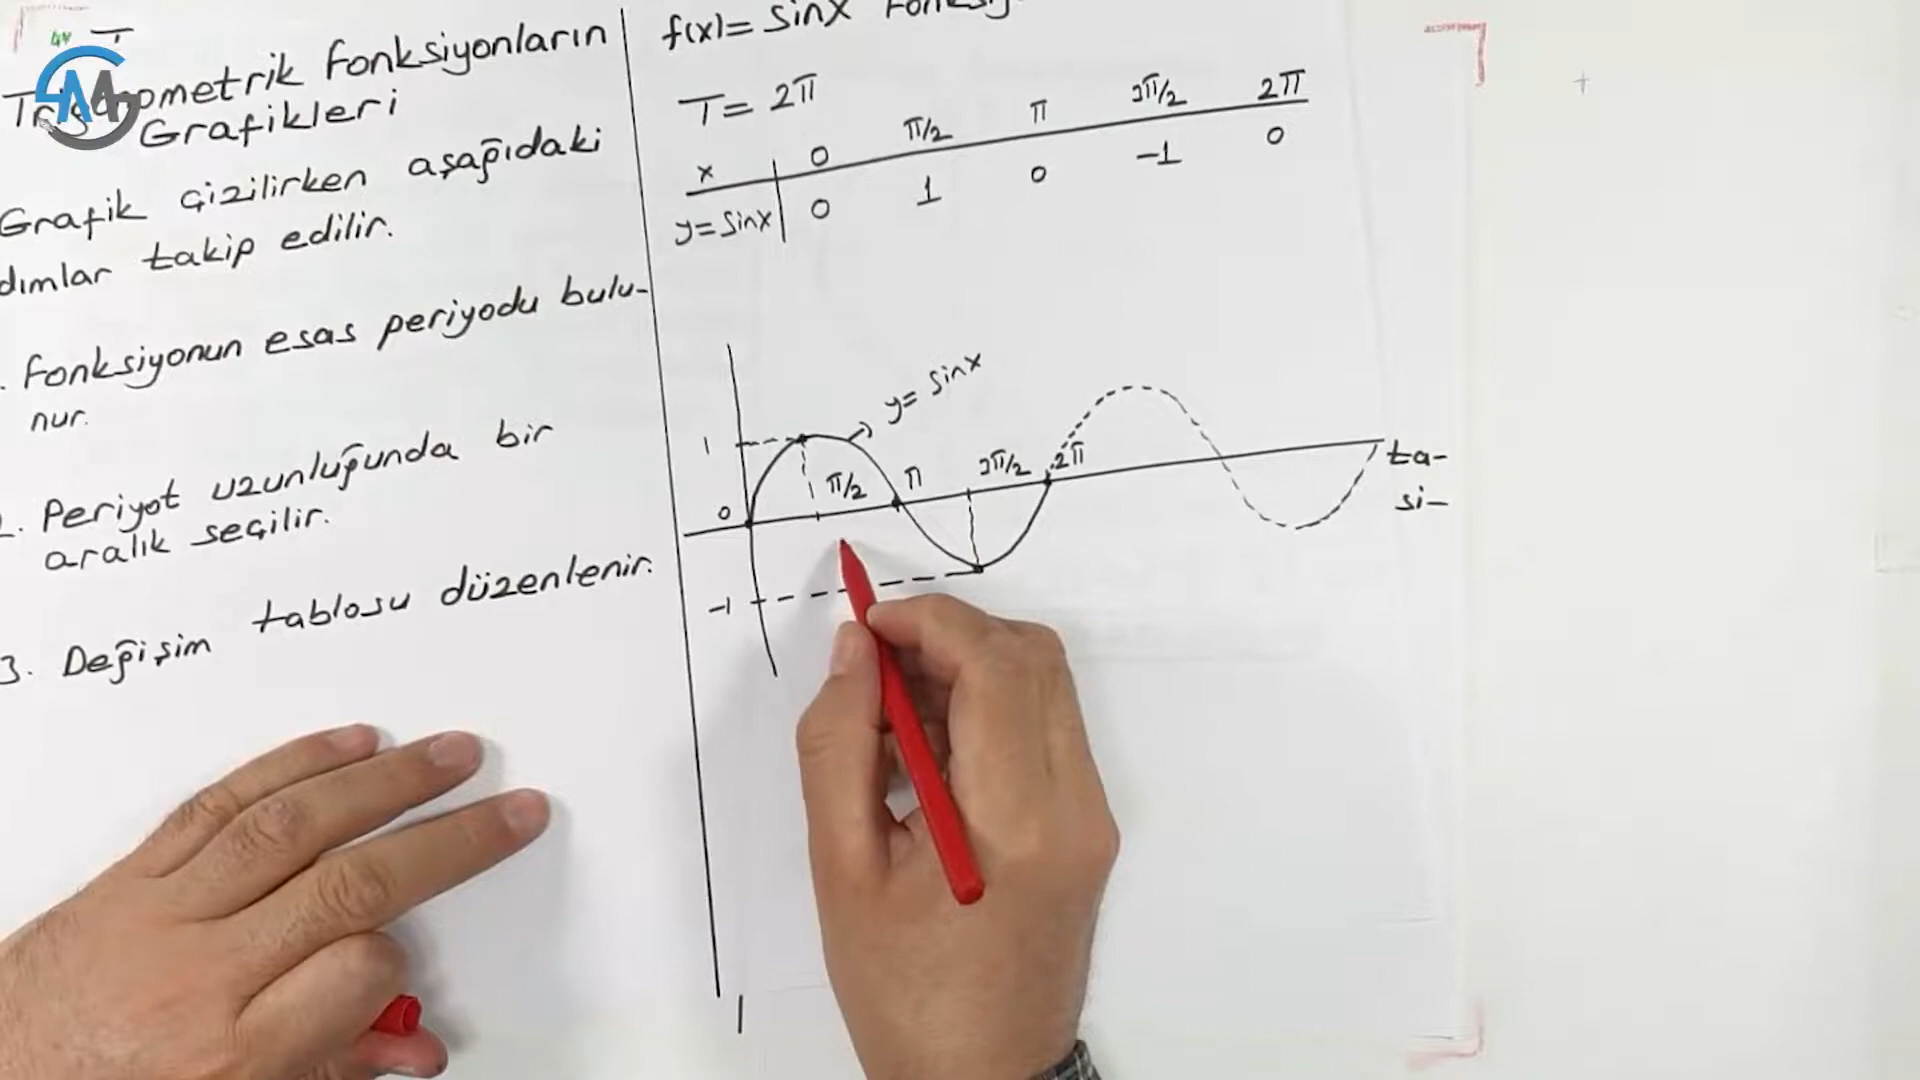 Trigonometrik Fonksiyonların
Grafikleri
Grafik çizilirken aşağıdaki
dımlar takip edilir.
. Fonksiyonun esas periyodu bulu-
nur.
2. Periyot uzunluğunda bir
aralık seçilir.
3. Değişim tablosu düzenlenir.
f(x)= sinx
T= 2π
x 0 π/2 π 3π/2 2π
y=sinx 0 1 0 -1 0
y= sinx
1
0 π/2 π 3π/2 2π
-1
ta-
si-